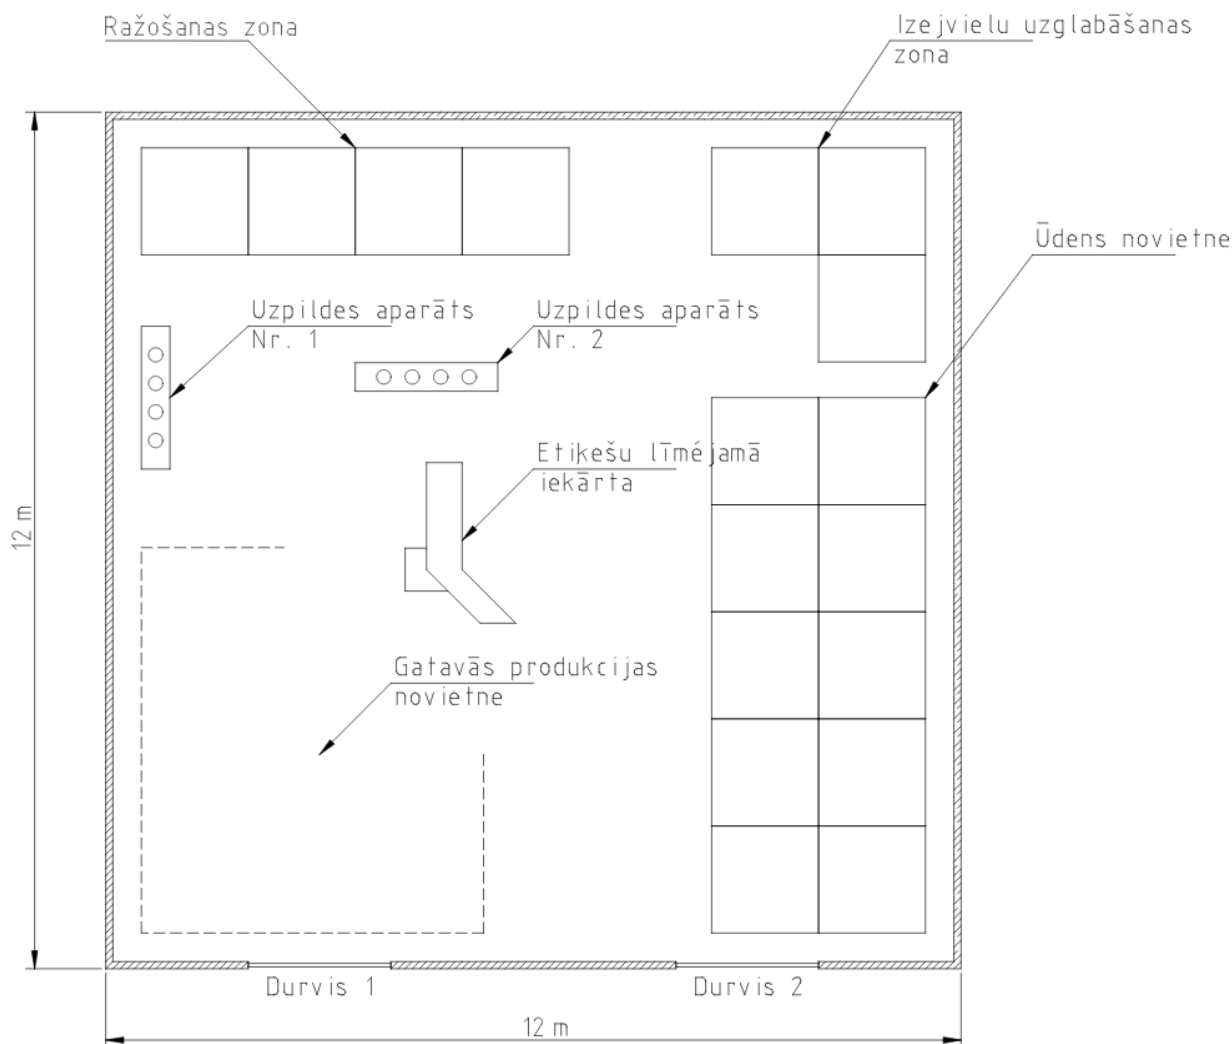 Ražošanas zona
Izejvielu uzglabāšanas
zona
Ūdens novietne
Uzpildes aparāts
Nr. 1
Uzpildes aparāts
Nr. 2
Etiķešu līmējamā
iekārta
12 m
Gatavās produkcijas
novietne
Durvis 1
Durvis 2
12 m